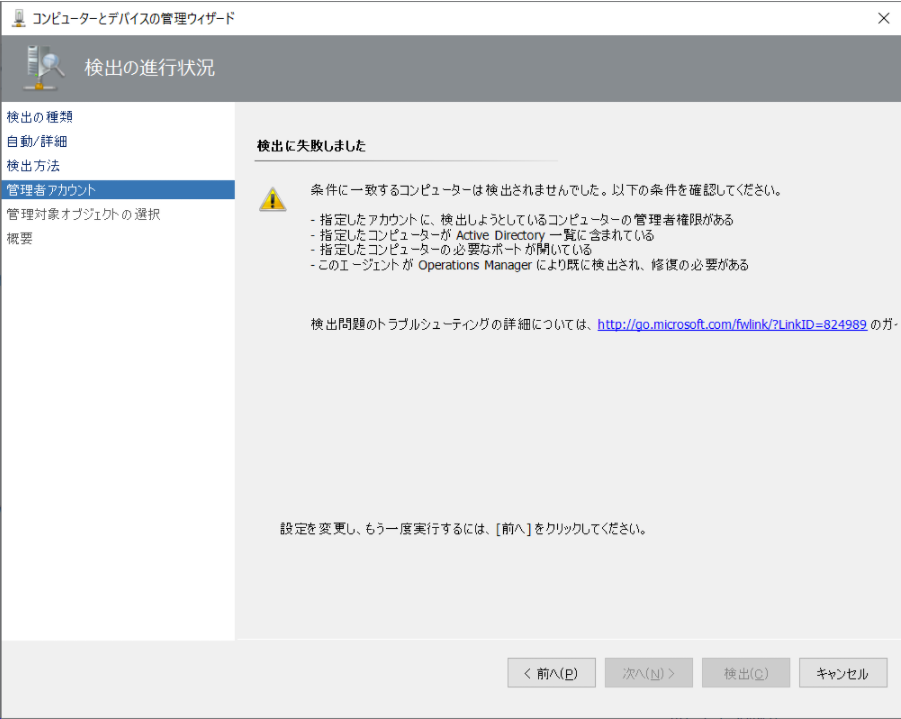 コンピューターとデバイスの管理ウィザード
検出の進行状況
検出の種類
自動/詳細
検出方法
管理者アカウント
管理対象オブジェクトの選択
概要
検出に失敗しました
条件に一致するコンピューターは検出されませんでした。以下の条件を確認してください。
- 指定したアカウントに、検出しようとしているコンピューターの管理者権限がある
- 指定したコンピューターが Active Directory 一覧に含まれている
- 指定したコンピューターの必要なポートが開いている
- このエージェントが Operations Manager により既に検出され、修復の必要がある
検出問題のトラブルシューティングの詳細については、http://go.microsoft.com/fwlink/?LinkID=824989 のガ
設定を変更し、もう一度実行するには、[前へ] をクリックしてください。
< 前へ(P)
次へ(N) >
検出(C)
キャンセル